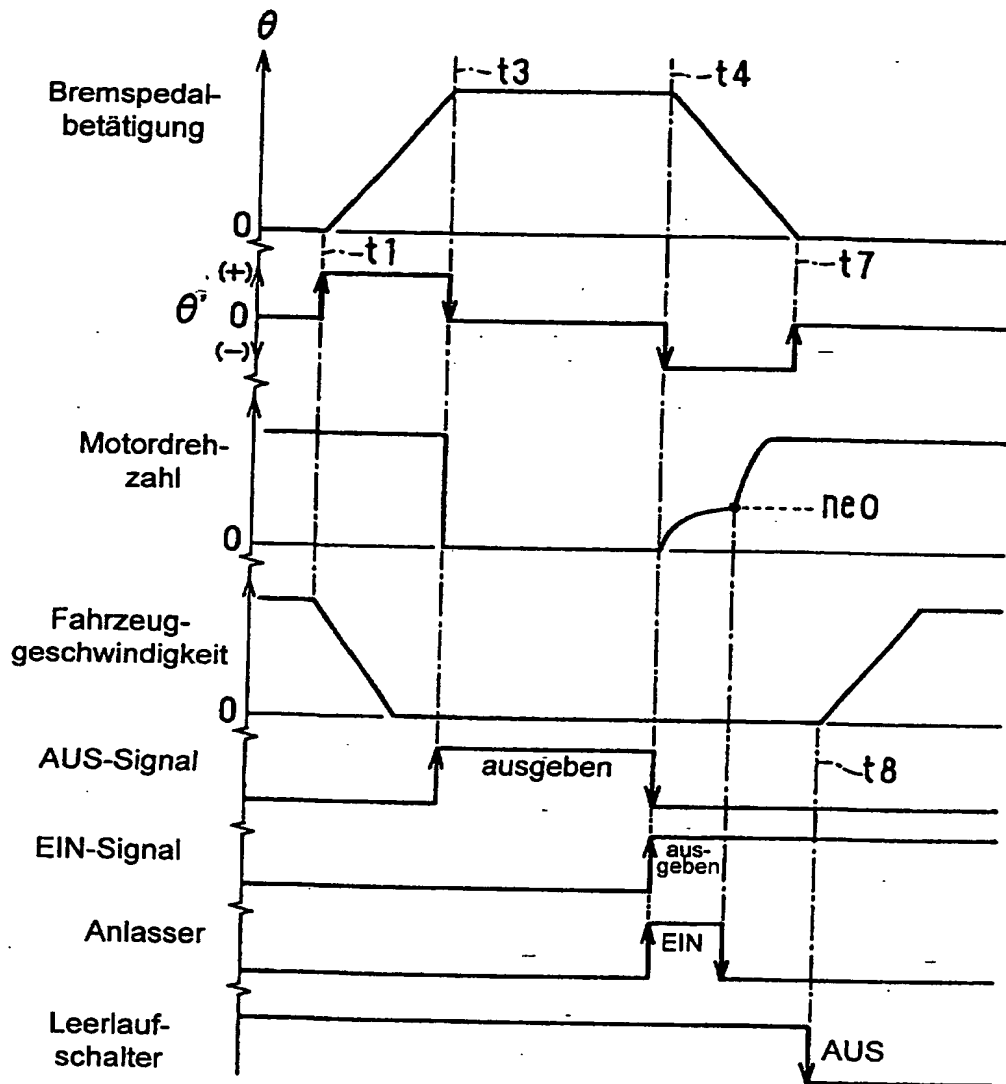 θ
Bremspedal-
betätigung
t3
t4
0
t1
t7
(+)
θ̇ 0
(−)
Motordreh-
zahl
neo
0
Fahrzeug-
geschwindigkeit
0
AUS-Signal
ausgeben
t8
EIN-Signal
aus-
geben
Anlasser
EIN
Leerlauf-
schalter
AUS